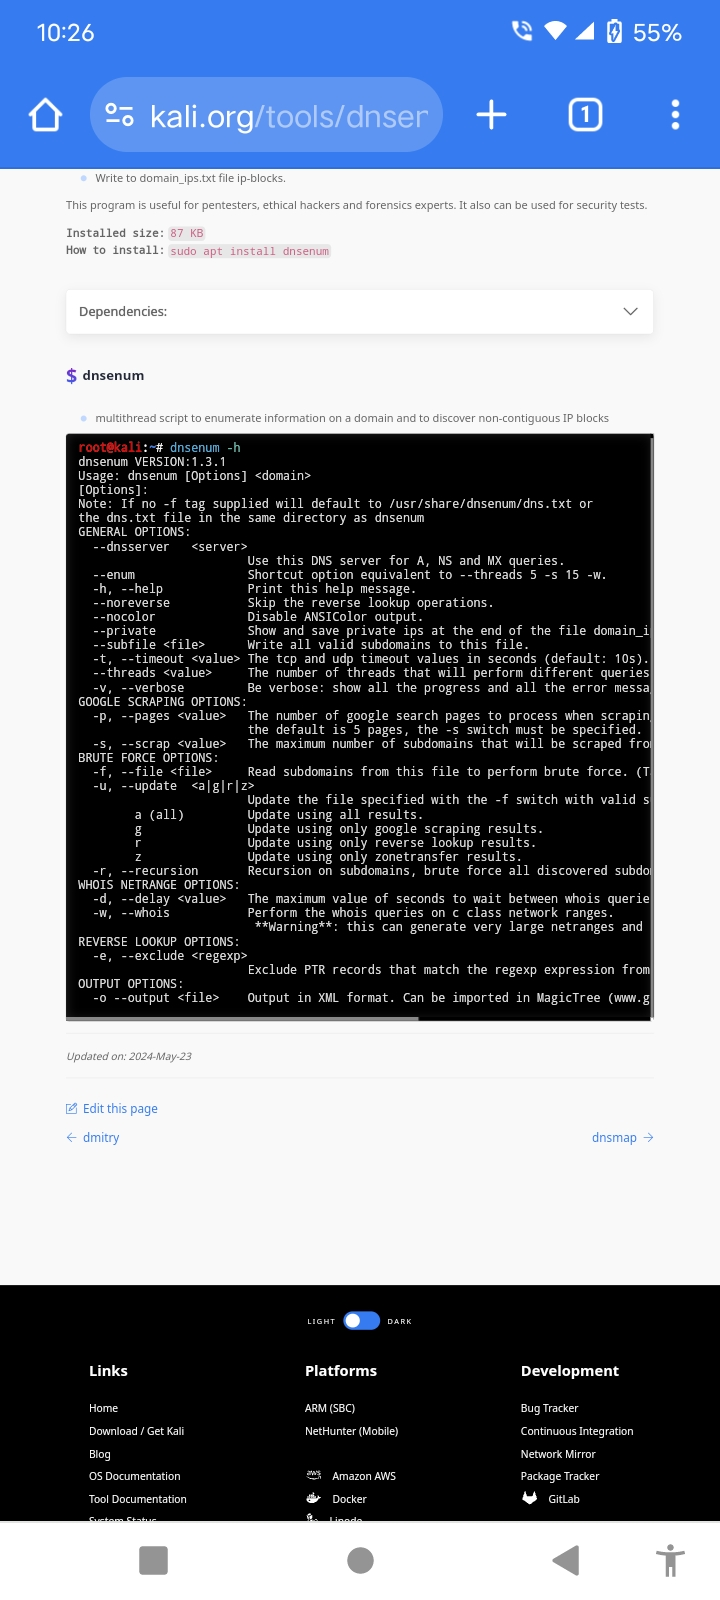 10:26
55%
kali.org/tools/dnsen
1
Write to domain_ips.txt file ip-blocks.
This program is useful for pentesters, ethical hackers and forensics experts. It also can be used for security tests.
Installed size: 87 KB
How to install: sudo apt install dnsenum
Dependencies:
$ dnsenum
multithread script to enumerate information on a domain and to discover non-contiguous IP blocks
root@kali:~# dnsenum -h
dnsenum VERSION:1.3.1
Usage: dnsenum [Options] <domain>
[Options]:
Note: If no -f tag supplied will default to /usr/share/dnsenum/dns.txt or
the dns.txt file in the same directory as dnsenum
GENERAL OPTIONS:
--dnsserver <server>
Use this DNS server for A, NS and MX queries.
--enum Shortcut option equivalent to --threads 5 -s 15 -w.
-h, --help Print this help message.
--noreverse Skip the reverse lookup operations.
--nocolor Disable ANSIColor output.
--private Show and save private ips at the end of the file domain_i
--subfile <file> Write all valid subdomains to this file.
-t, --timeout <value> The tcp and udp timeout values in seconds (default: 10s).
--threads <value> The number of threads that will perform different queries
-v, --verbose Be verbose: show all the progress and all the error messa
GOOGLE SCRAPING OPTIONS:
-p, --pages <value> The number of google search pages to process when scrapin
the default is 5 pages, the -s switch must be specified.
-s, --scrap <value> The maximum number of subdomains that will be scraped fro
BRUTE FORCE OPTIONS:
-f, --file <file> Read subdomains from this file to perform brute force. (T
-u, --update <a|g|r|z>
Update the file specified with the -f switch with valid s
a (all) Update using all results.
g Update using only google scraping results.
r Update using only reverse lookup results.
z Update using only zonetransfer results.
-r, --recursion Recursion on subdomains, brute force all discovered subdo
WHOIS NETRANGE OPTIONS:
-d, --delay <value> The maximum value of seconds to wait between whois querie
-w, --whois Perform the whois queries on c class network ranges.
**Warning**: this can generate very large netranges and
REVERSE LOOKUP OPTIONS:
-e, --exclude <regexp>
Exclude PTR records that match the regexp expression from
OUTPUT OPTIONS:
-o --output <file> Output in XML format. Can be imported in MagicTree (www.g
Updated on: 2024-May-23
Edit this page
dmitry
dnsmap
LIGHT DARK
Links
Home
Download / Get Kali
Blog
OS Documentation
Tool Documentation
System Status
Platforms
ARM (SBC)
NetHunter (Mobile)
aws Amazon AWS
Docker
Linode
Development
Bug Tracker
Continuous Integration
Network Mirror
Package Tracker
GitLab